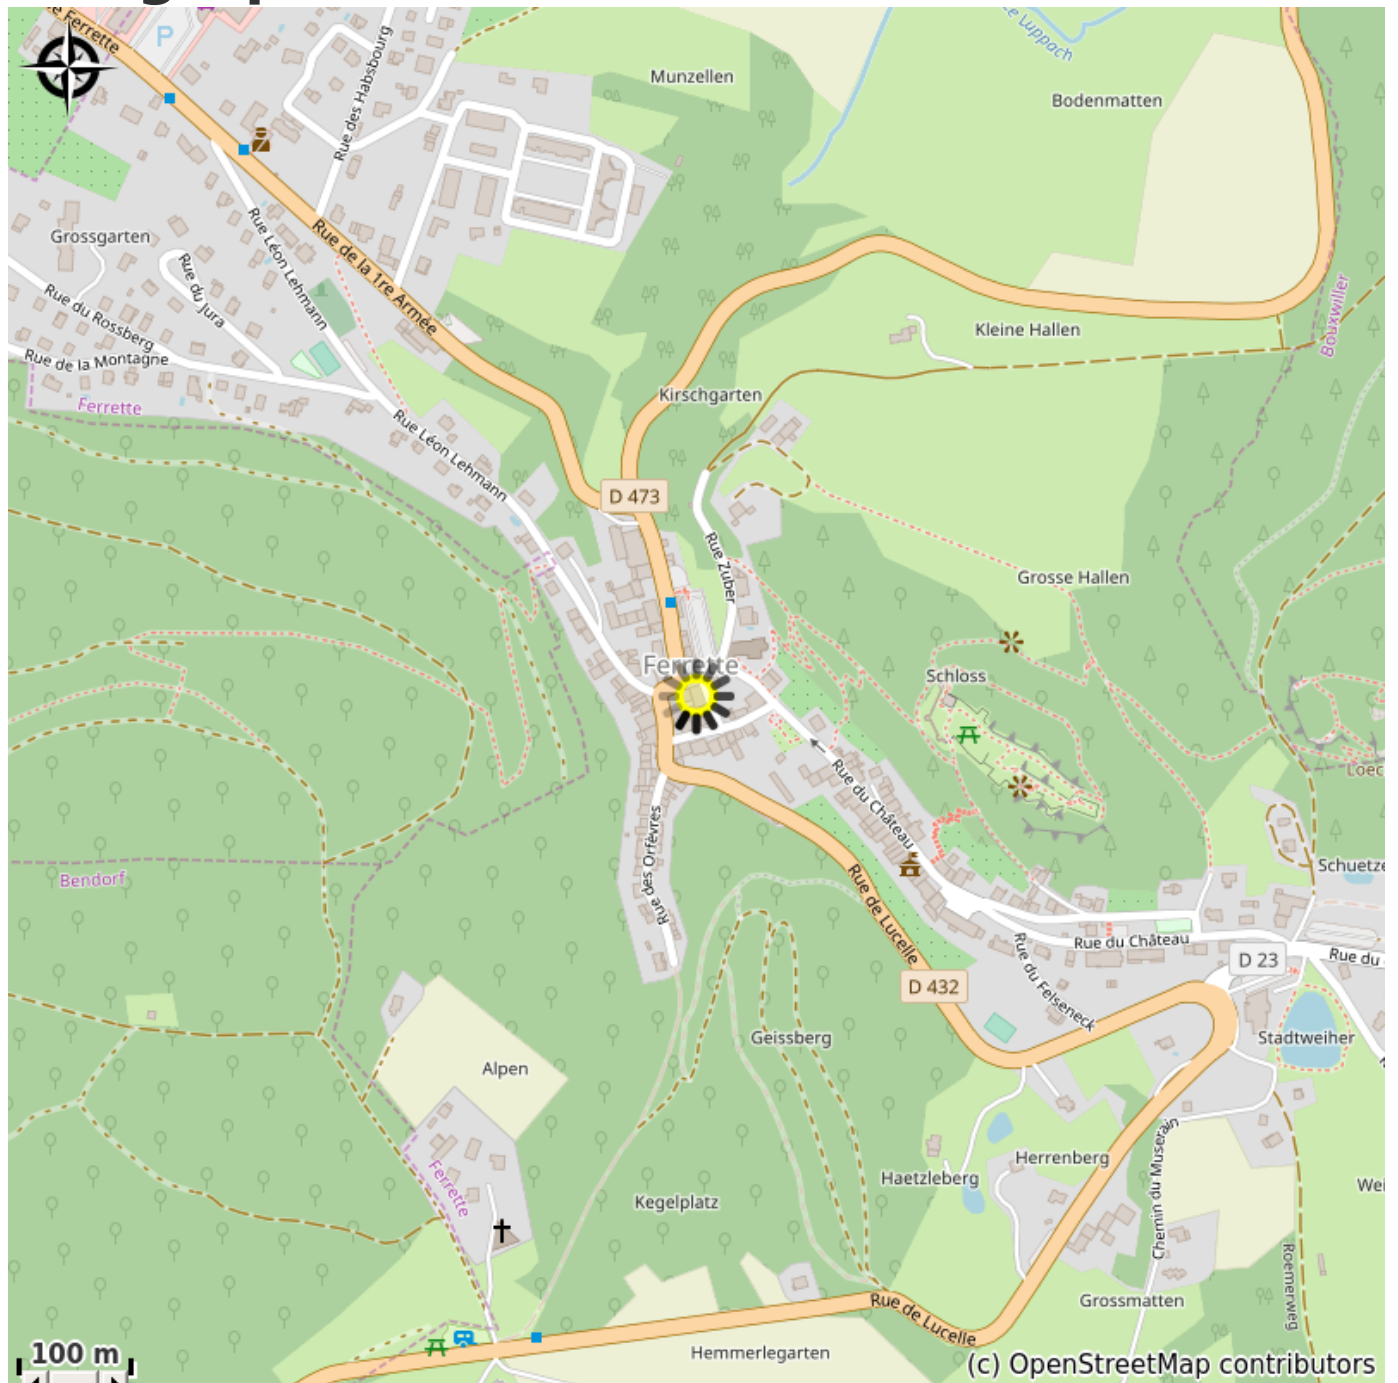 Ferrette
P
Le Luppach
Munzellen
Bodenmatten
Rue des Habsbourg
Grossgarten
Rue Léon Lehmann
Rue de la 1re Armée
Rue du Jura
Rue du Rossberg
Rue de la Montagne
Kleine Hallen
Bouxwiller
Kirschgarten
Ferrette
Rue Léon Lehmann
D 473
Rue Zuber
Grosse Hallen
Ferrette
Schloss
Rue du Château
Rue des Orfèvres
Bendorf
Rue de Lucelle
Rue du Château
D 23
Rue du
Rue du Felseneck
D 432
Stadtweiher
Geissberg
Alpen
Herrenberg
Haetzleberg
Chemin du Muserain
Ferrette
Kegelplatz
Roemerweg
Grossmatten
Rue de Lucelle
Hemmerlegarten
100 m
(c) OpenStreetMap contributors